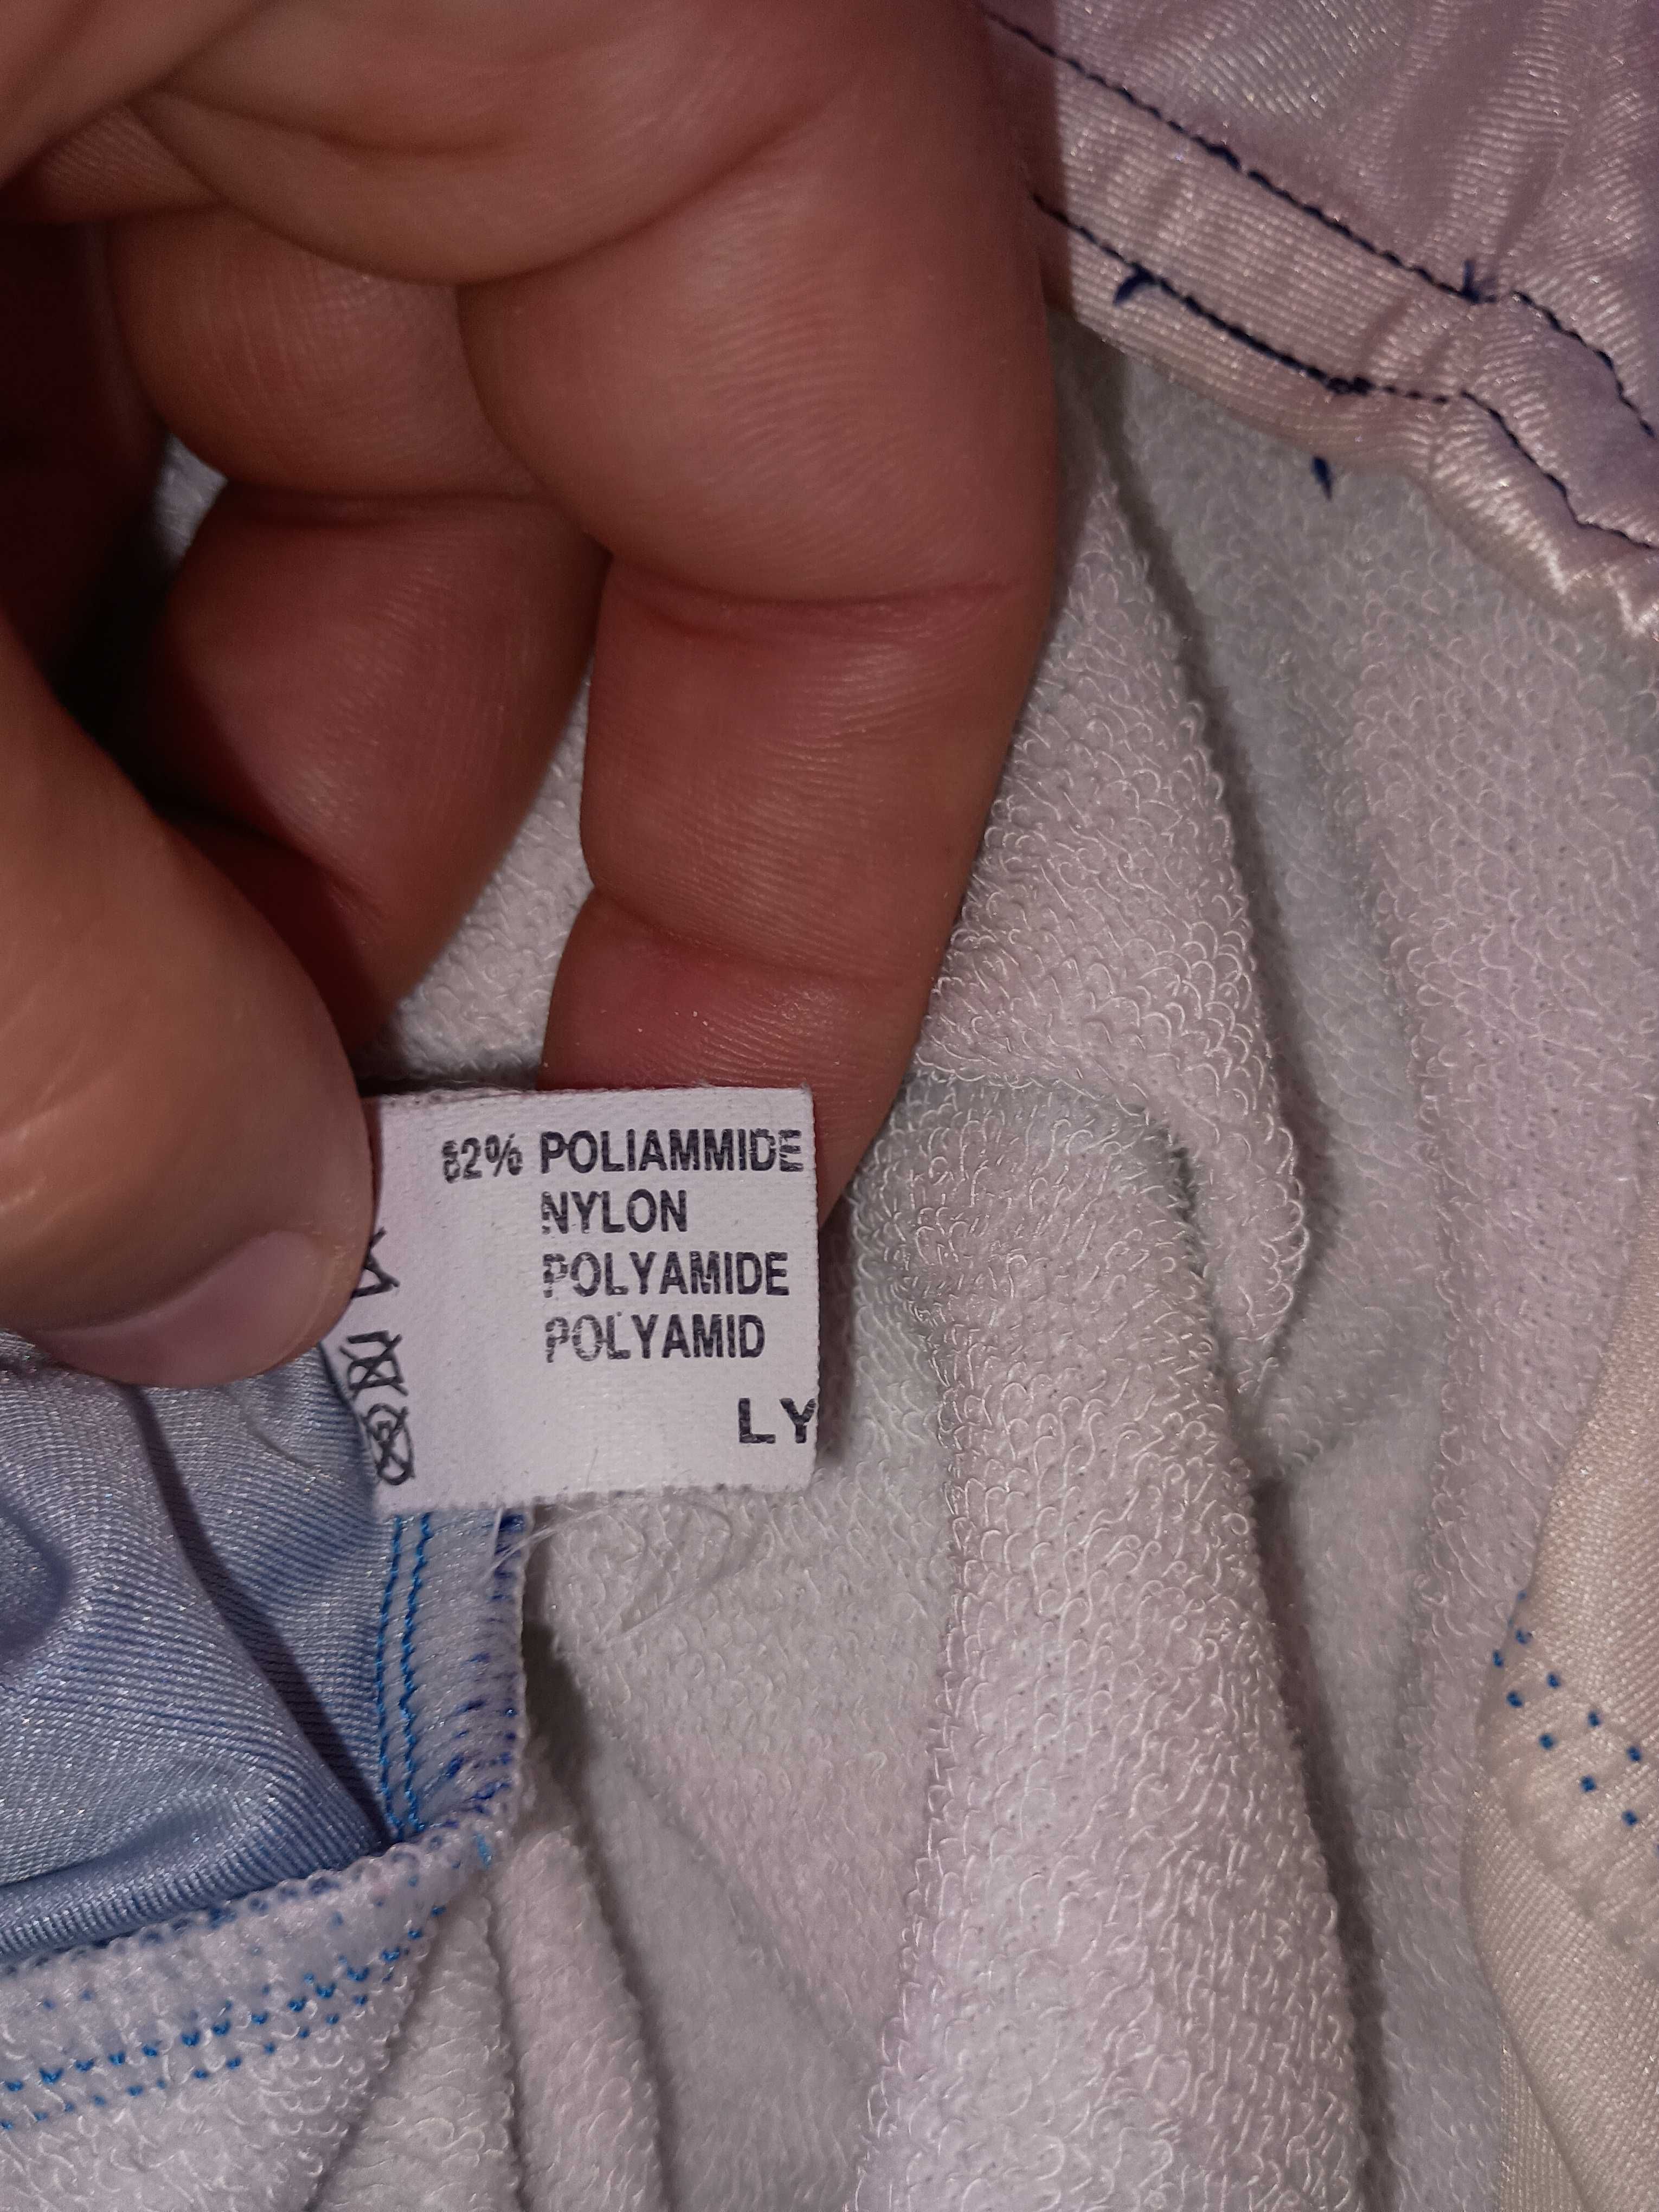 82% POLIAMMIDE
NYLON
POLYAMIDE
POLYAMID
LY